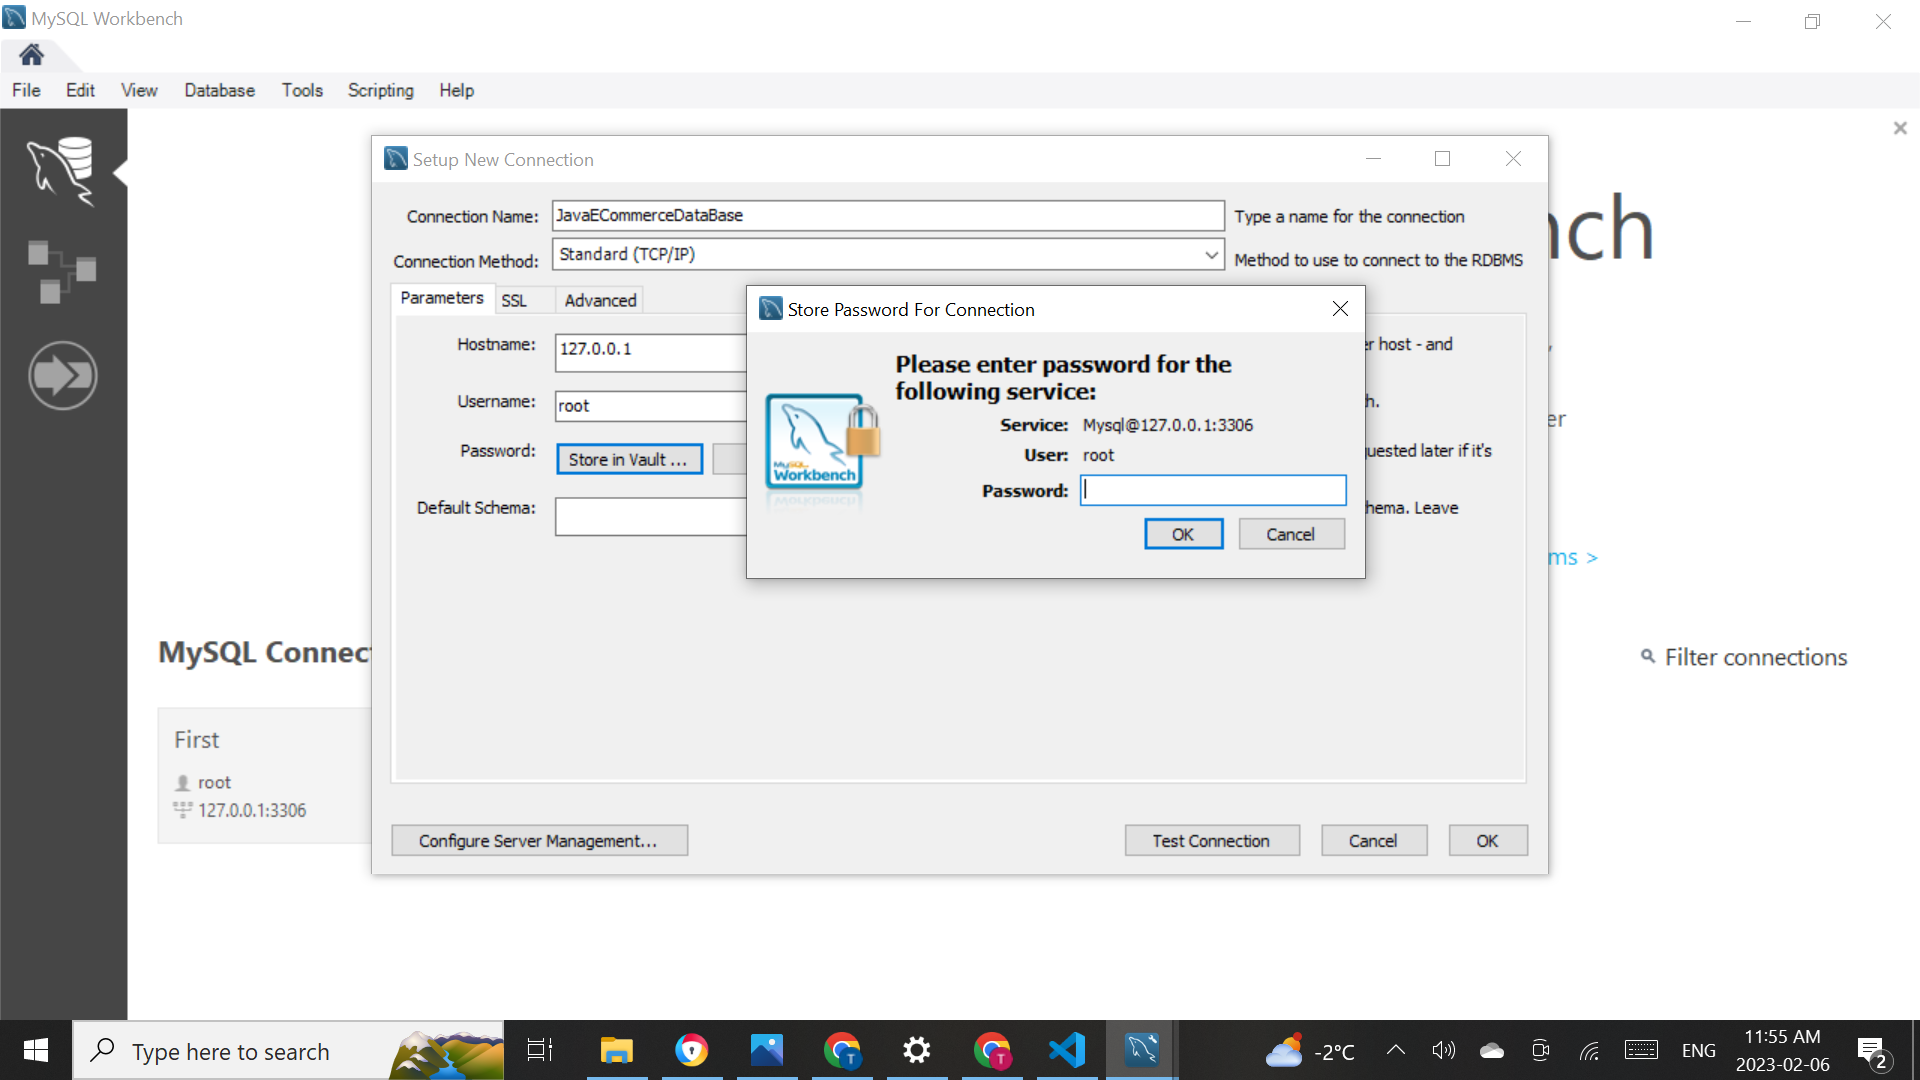 MySQL Workbench
File Edit View Database Tools Scripting Help
Setup New Connection
Connection Name: JavaECommerceDataBase Type a name for the connection
Connection Method: Standard (TCP/IP) Method to use to connect to the RDBMS
nch
Parameters SSL Advanced
Store Password For Connection
Hostname: 127.0.0.1
er host - and
Please enter password for the
following service:
Username: root
h.
er
Service: Mysql@127.0.0.1:3306
Password: Store in Vault ...
uested later if it's
User: root
MySQL
Workbench
Password:
Default Schema:
hema. Leave
OK Cancel
ms >
MySQL Connect
Filter connections
First
root
127.0.0.1:3306
Configure Server Management... Test Connection Cancel OK
Type here to search
T
T
-2°C
ENG
11:55 AM
2023-02-06
2